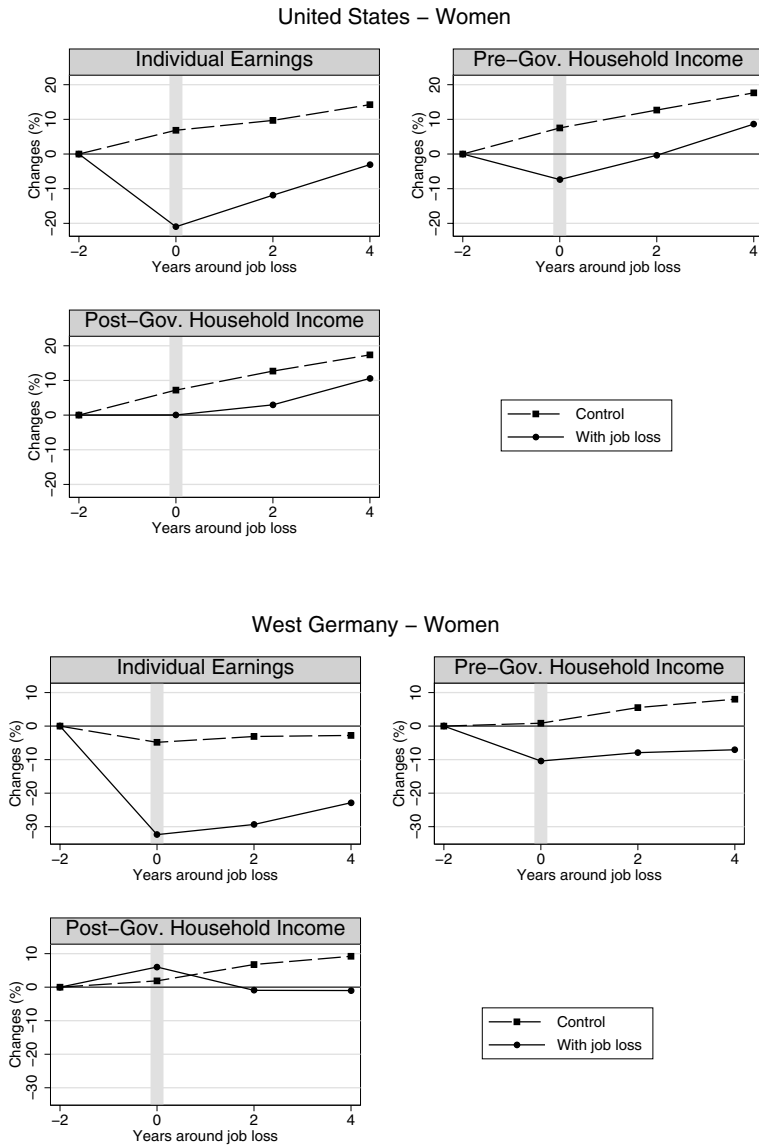 United States − Women
Individual Earnings
Pre−Gov. Household Income
Changes (%)
20
10
0
−10
−20
−2 0 2 4
Years around job loss
Changes (%)
20
10
0
−10
−20
−2 0 2 4
Years around job loss
Post−Gov. Household Income
Changes (%)
20
10
0
−10
−20
−2 0 2 4
Years around job loss
Control
With job loss
West Germany − Women
Individual Earnings
Pre−Gov. Household Income
Changes (%)
10
0
−10
−20
−30
−2 0 2 4
Years around job loss
Changes (%)
10
0
−10
−20
−30
−2 0 2 4
Years around job loss
Post−Gov. Household Income
Changes (%)
10
0
−10
−20
−30
−2 0 2 4
Years around job loss
Control
With job loss